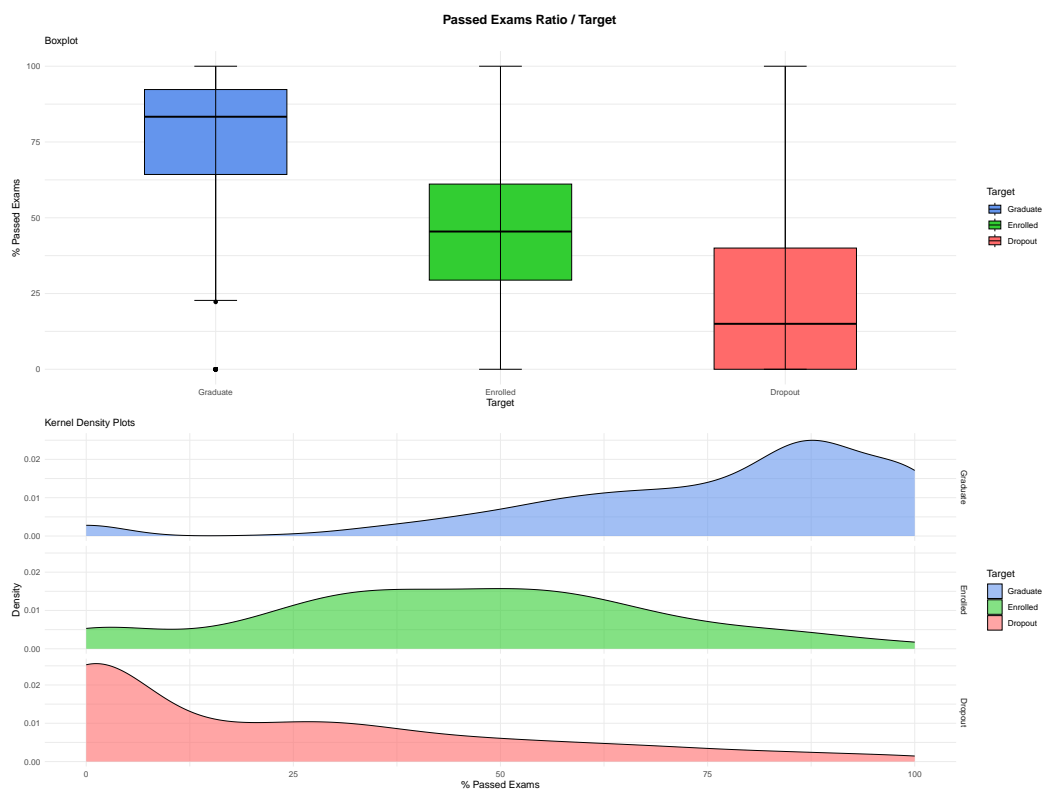 Passed Exams Ratio / Target
Boxplot
% Passed Exams
100
75
50
25
0
Graduate
Enrolled
Dropout
Target
Target
Graduate
Enrolled
Dropout
Kernel Density Plots
Density
0.02
0.01
0.00
Graduate
0.02
0.01
0.00
Enrolled
0.02
0.01
0.00
Dropout
0
25
50
75
100
% Passed Exams
Target
Graduate
Enrolled
Dropout